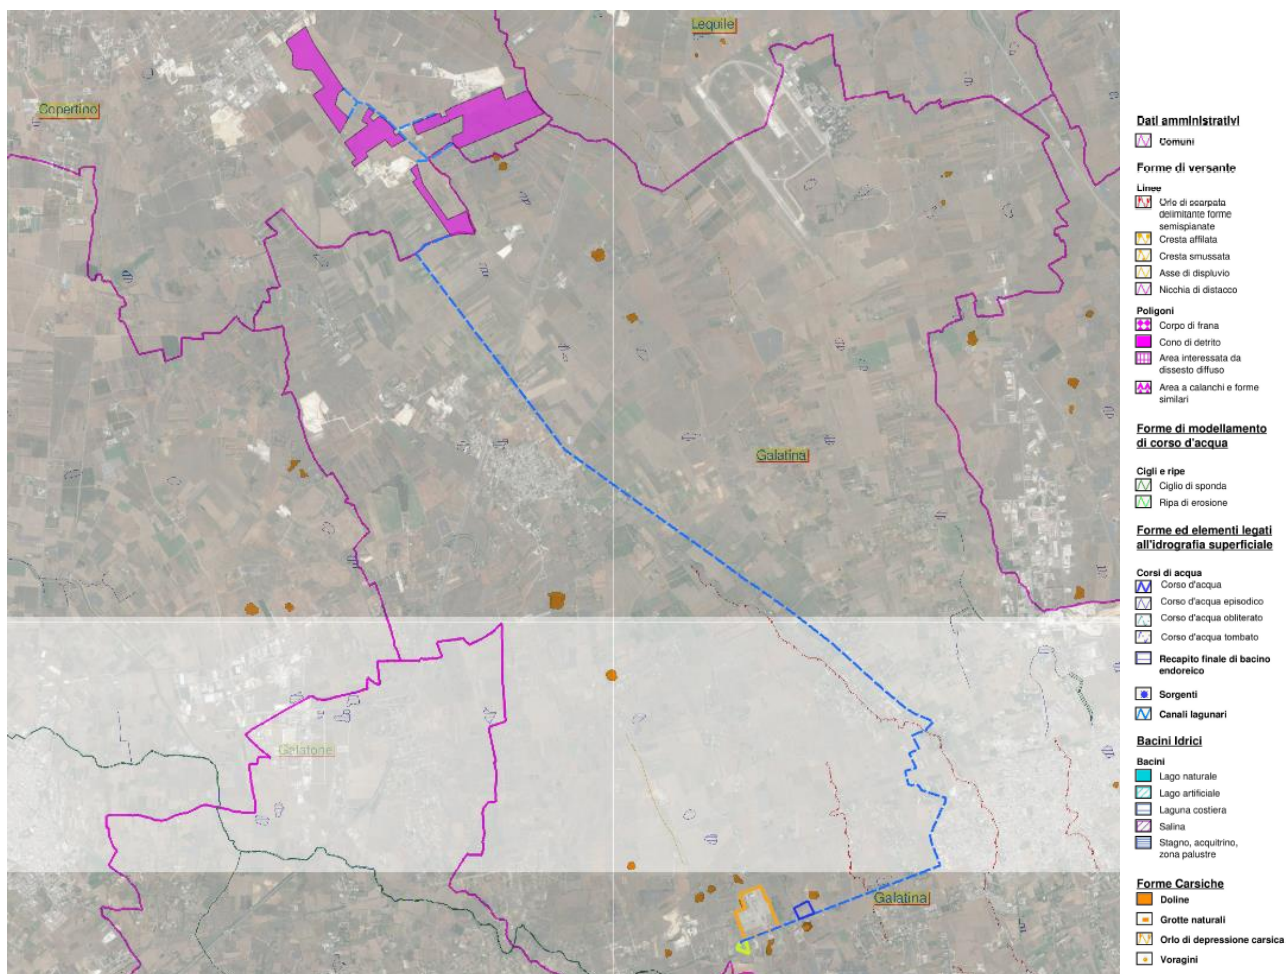 Lequile
Copertino
Galatina
Galatone
Galatina
Dati amministrativi
Comuni
Forme di versante
Linee
Orlo di scarpata
delimitante forme
semispianate
Cresta affilata
Cresta smussata
Asse di displuvio
Nicchia di distacco
Poligoni
Corpo di frana
Cono di detrito
Area interessata da
dissesto diffuso
Area a calanchi e forme
similari
Forme di modellamento
di corso d'acqua
Cigli e ripe
Ciglio di sponda
Ripa di erosione
Forme ed elementi legati
all'idrografia superficiale
Corsi di acqua
Corso d'acqua
Corso d'acqua episodico
Corso d'acqua obliterato
Corso d'acqua tombato
Recapito finale di bacino
endoreico
Sorgenti
Canali lagunari
Bacini Idrici
Bacini
Lago naturale
Lago artificiale
Laguna costiera
Salina
Stagno, acquitrino,
zona palustre
Forme Carsiche
Doline
Grotte naturali
Orlo di depressione carsica
Voragini